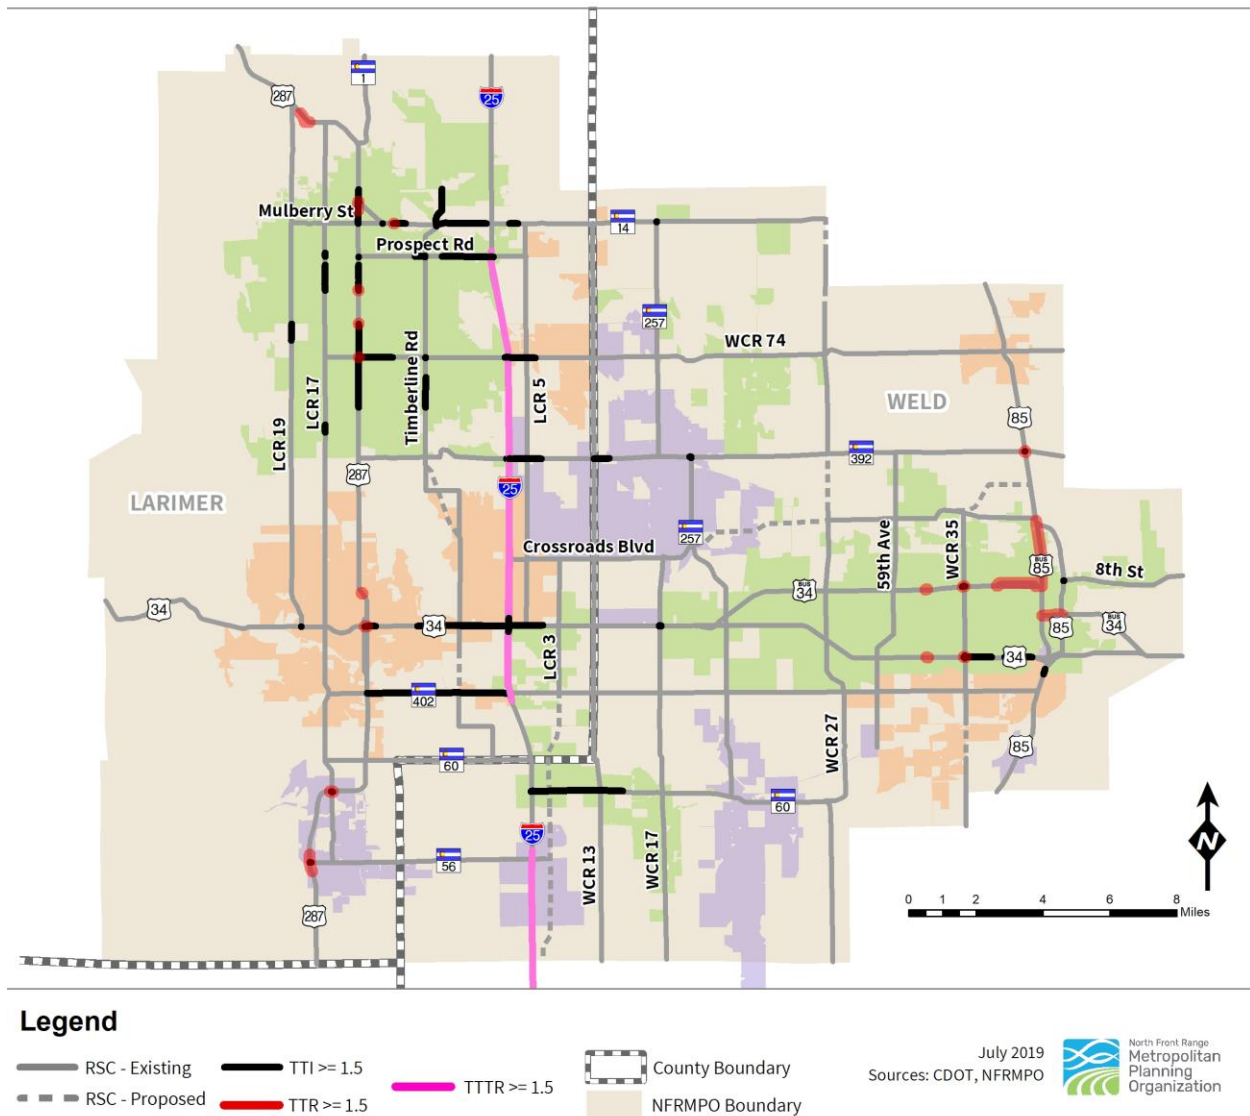 287
1
25
Mulberry St
14
Prospect Rd
257
WCR 74
Timberline Rd
LCR 5
LCR 17
LCR 19
WELD
85
392
287
25
LARIMER
257
Crossroads Blvd
59th Ave
WCR 35
BUS
85
8th St
BUS
34
34
34
LCR 3
85
BUS
34
34
402
WCR 27
85
60
60
25
WCR 13
WCR 17
56
287
N
0 1 2 4 6 8
Miles
Legend
RSC - Existing
RSC - Proposed
TTI >= 1.5
TTR >= 1.5
TTTR >= 1.5
County Boundary
NFRMPO Boundary
July 2019
Sources: CDOT, NFRMPO
North Front Range
Metropolitan
Planning
Organization